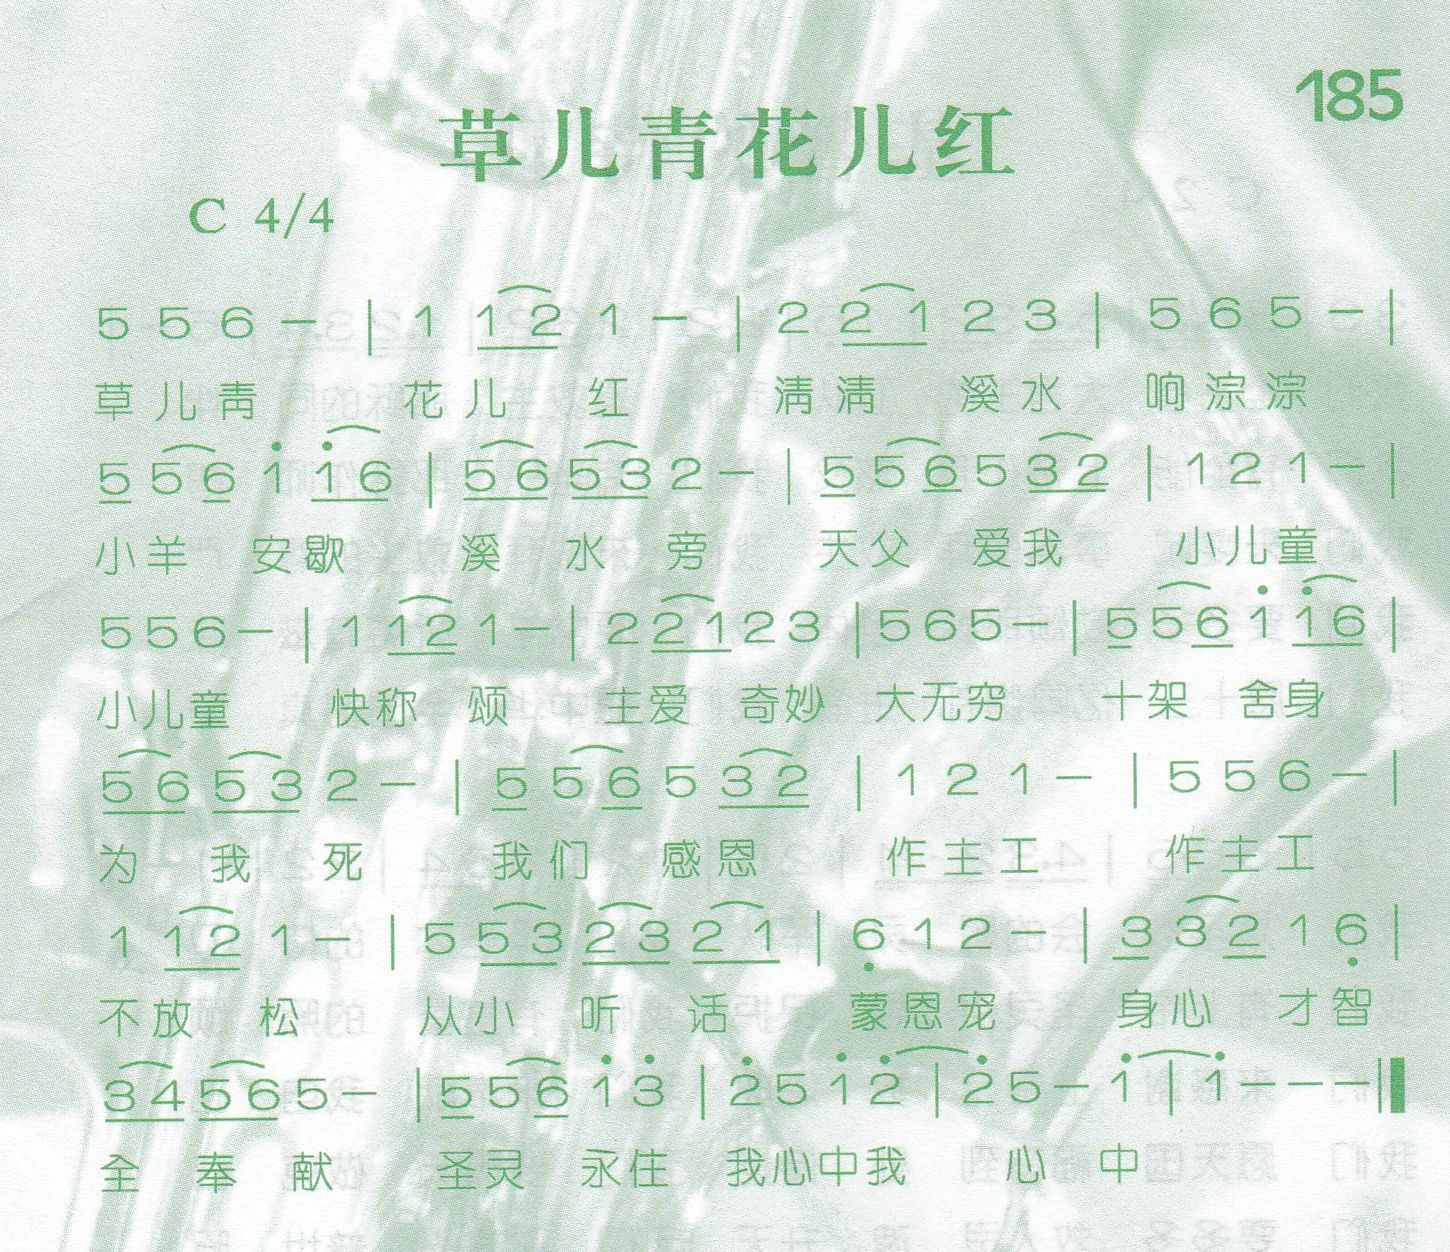 185
草儿青花儿红
C 4/4
5 5 6 — | 1 1 2 1 — | 2 2 1 2 3 | 5 6 5 — |
草儿青 花儿 红 清清 溪水 响淙淙
5 5 6 1 1 6 | 5 6 5 3 2 — | 5 5 6 5 3 2 | 1 2 1 — |
小羊 安歇 溪 水 旁 天父 爱我 小儿童
5 5 6 — | 1 1 2 1 — | 2 2 1 2 3 | 5 6 5 — | 5 5 6 1 1 6 |
小儿童 快称 颂 主爱 奇妙 大无穷 十架 舍身
5 6 5 3 2 — | 5 5 6 5 3 2 | 1 2 1 — | 5 5 6 — |
为 我 死 我们 感恩 作主工 作主工
1 1 2 1 — | 5 5 3 2 3 2 1 | 6 1 2 — | 3 3 2 1 6 |
不放 松 从小 听 话 蒙恩宠 身心 才智
3 4 5 6 5 — | 5 5 6 1 3 | 2 5 1 2 | 2 5 — 1 | 1 — — — ‖
全 奉 献 圣灵 永住 我心中我 心 中